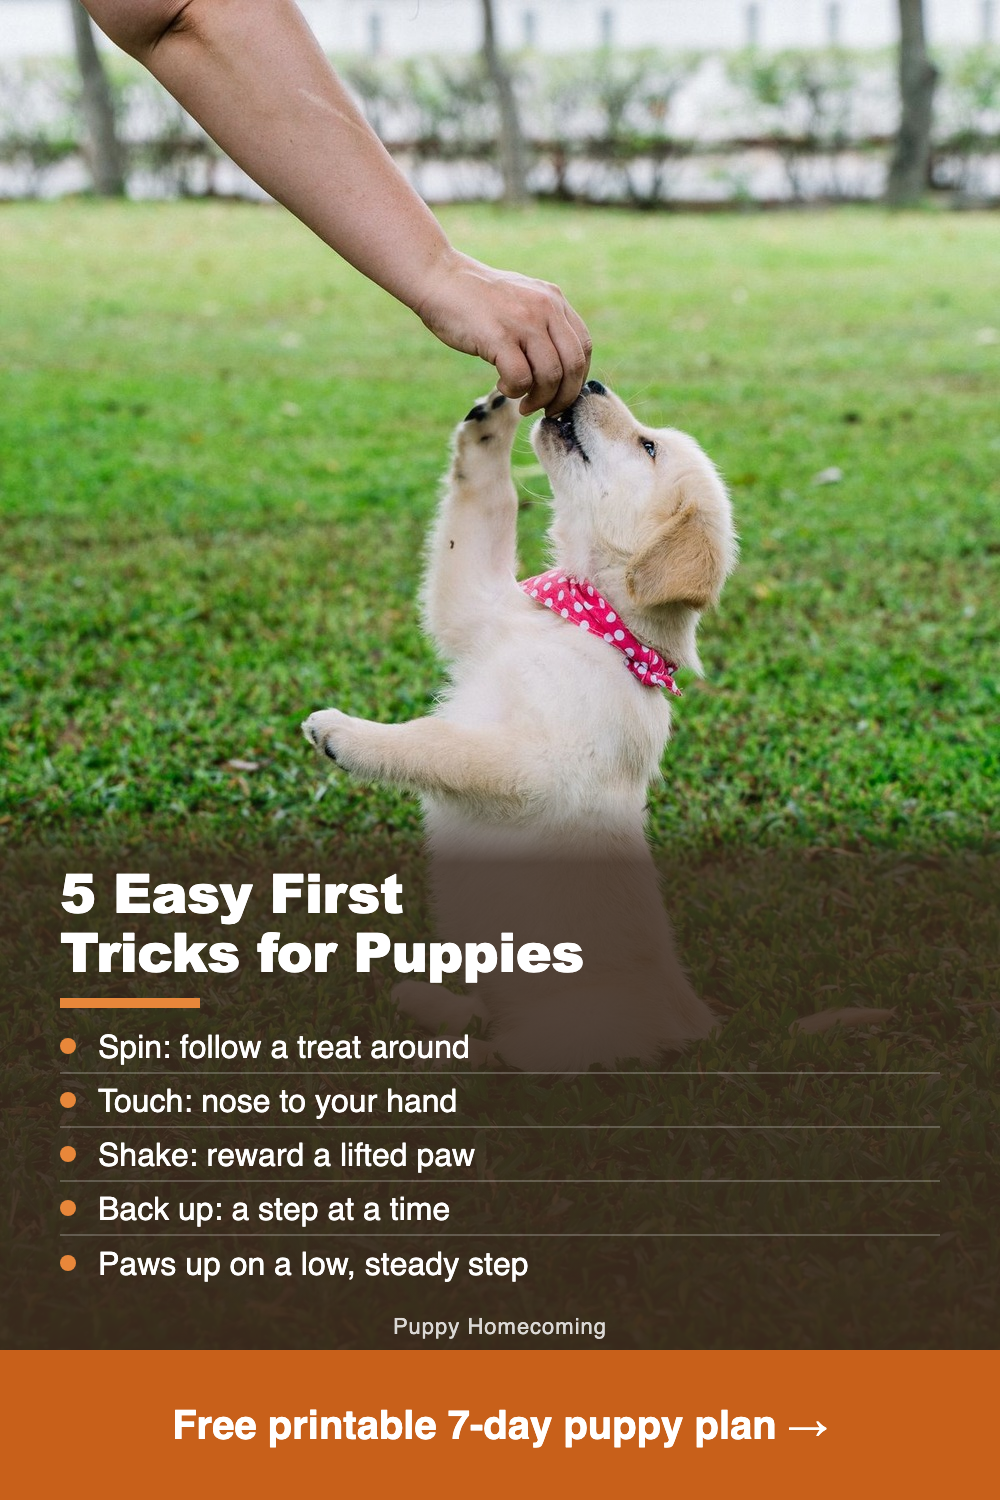 5 Easy First
Tricks for Puppies
Spin: follow a treat around
Touch: nose to your hand
Shake: reward a lifted paw
Back up: a step at a time
Paws up on a low, steady step
Puppy Homecoming
Free printable 7-day puppy plan →